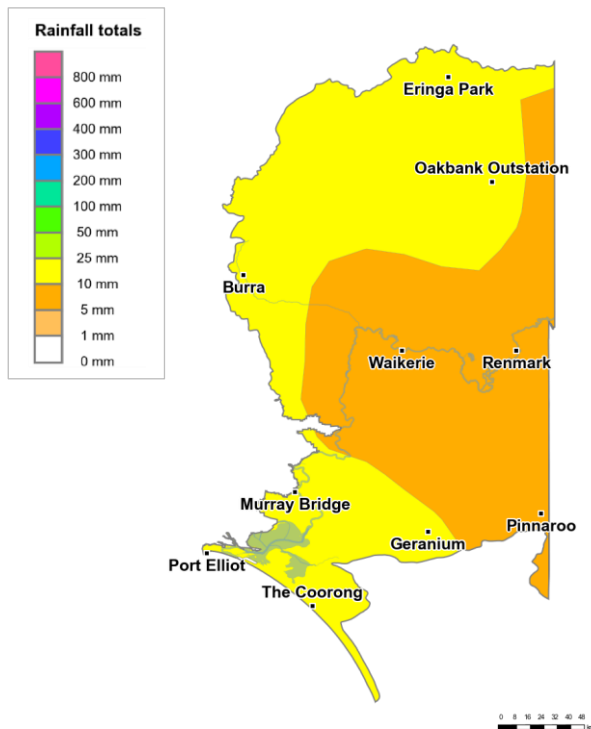 Rainfall totals
800 mm
600 mm
400 mm
300 mm
200 mm
100 mm
50 mm
25 mm
10 mm
5 mm
1 mm
0 mm
Eringa Park
Oakbank Outstation
Burra
Waikerie
Renmark
Murray Bridge
Pinnaroo
Geranium
Port Elliot
The Coorong
0 8 16 24 32 40 48